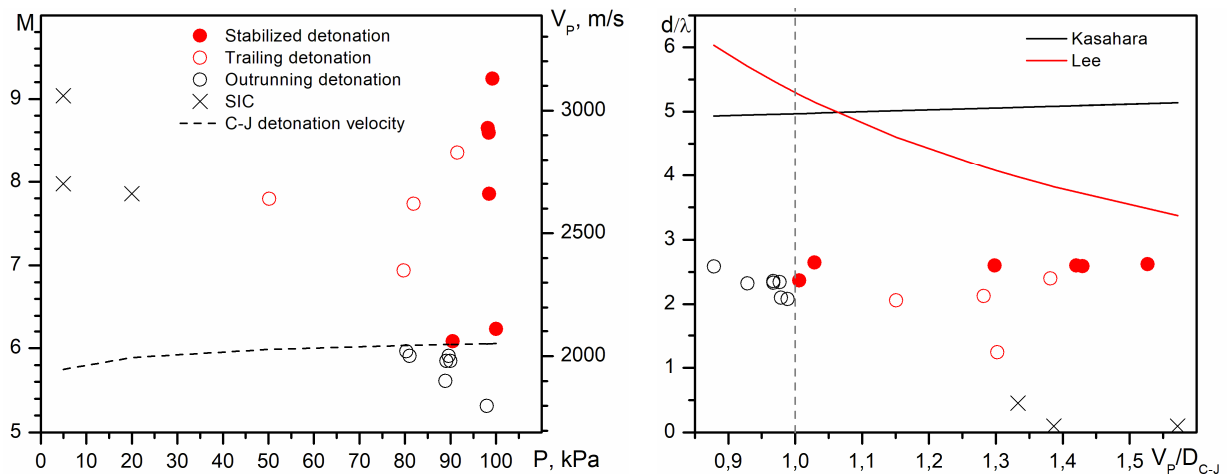 M
V_P, m/s
Stabilized detonation
Trailing detonation
Outrunning detonation
SIC
C-J detonation velocity
9
8
7
6
5
3000
2500
2000
0 10 20 30 40 50 60 70 80 90 100
P, kPa
d/λ
Kasahara
Lee
6
5
4
3
2
1
0
0,9 1,0 1,1 1,2 1,3 1,4 1,5
V_P/D_C-J